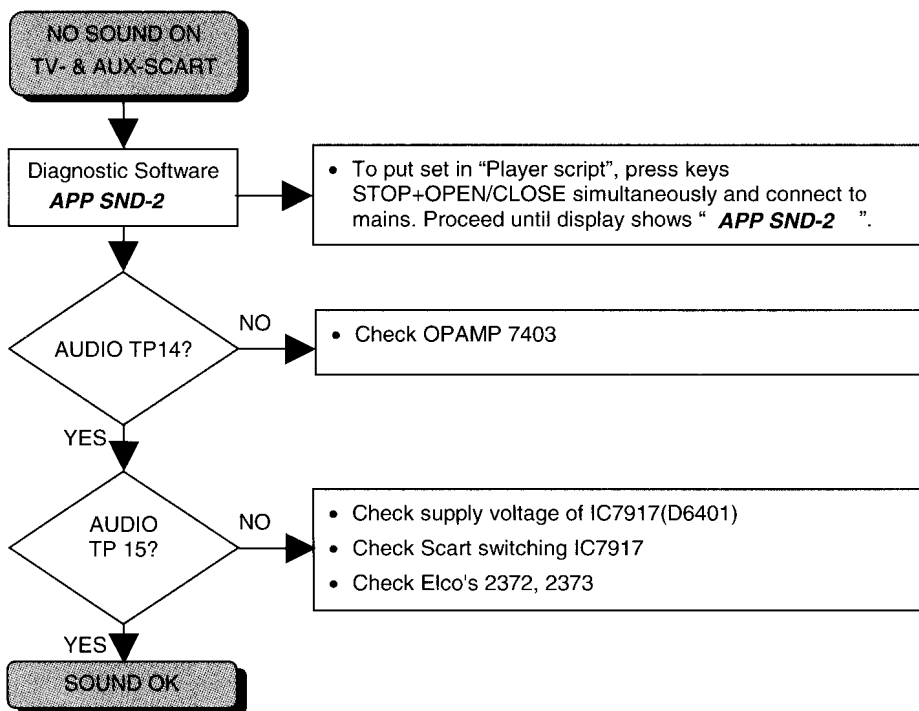 NO SOUND ON
TV- & AUX-SCART
Diagnostic Software
APP SND-2
• To put set in “Player script”, press keys
STOP+OPEN/CLOSE simultaneously and connect to
mains. Proceed until display shows “ APP SND-2 ”.
AUDIO TP14?
NO
• Check OPAMP 7403
YES
AUDIO
TP 15?
NO
• Check supply voltage of IC7917(D6401)
• Check Scart switching IC7917
• Check Elco's 2372, 2373
YES
SOUND OK